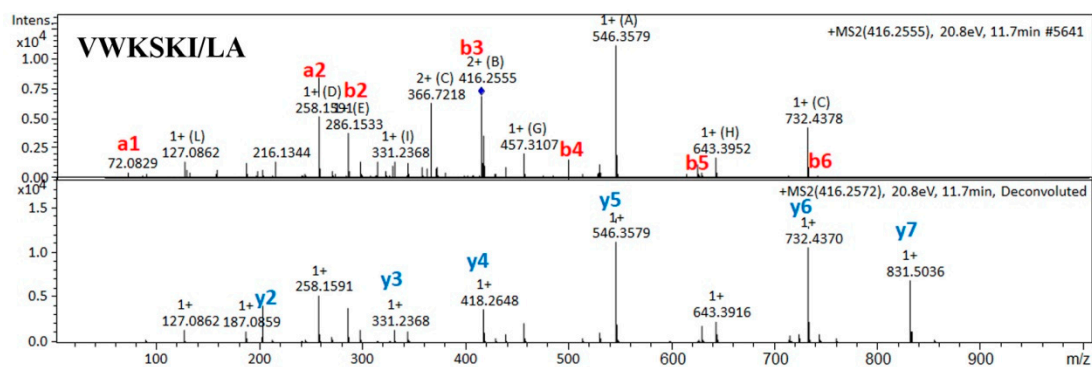 Intens.
x10⁴
VWKSKI/LA
+MS2(416.2555), 20.8eV, 11.7min #5641
1+ (A)
546.3579
b3
2+ (B)
416.2555
a2
1+ (D)
258.1591
b2
1+ (E)
286.1533
2+ (C)
366.7218
1+ (C)
732.4378
a1
72.0829
1+ (L)
127.0862
216.1344
1+ (I)
331.2368
1+ (G)
457.3107
b4
1+ (H)
643.3952
b5
b6
1.00
0.75
0.50
0.25
0.00
x10⁴
+MS2(416.2572), 20.8eV, 11.7min, Deconvoluted
y5
1+
546.3579
y6
1+
732.4370
y7
1+
831.5036
y4
1+
418.2648
y3
1+
331.2368
1+
258.1591
y2
1+
187.0859
1+
127.0862
1+
643.3916
1.5
1.0
0.5
0.0
100 200 300 400 500 600 700 800 900 m/z